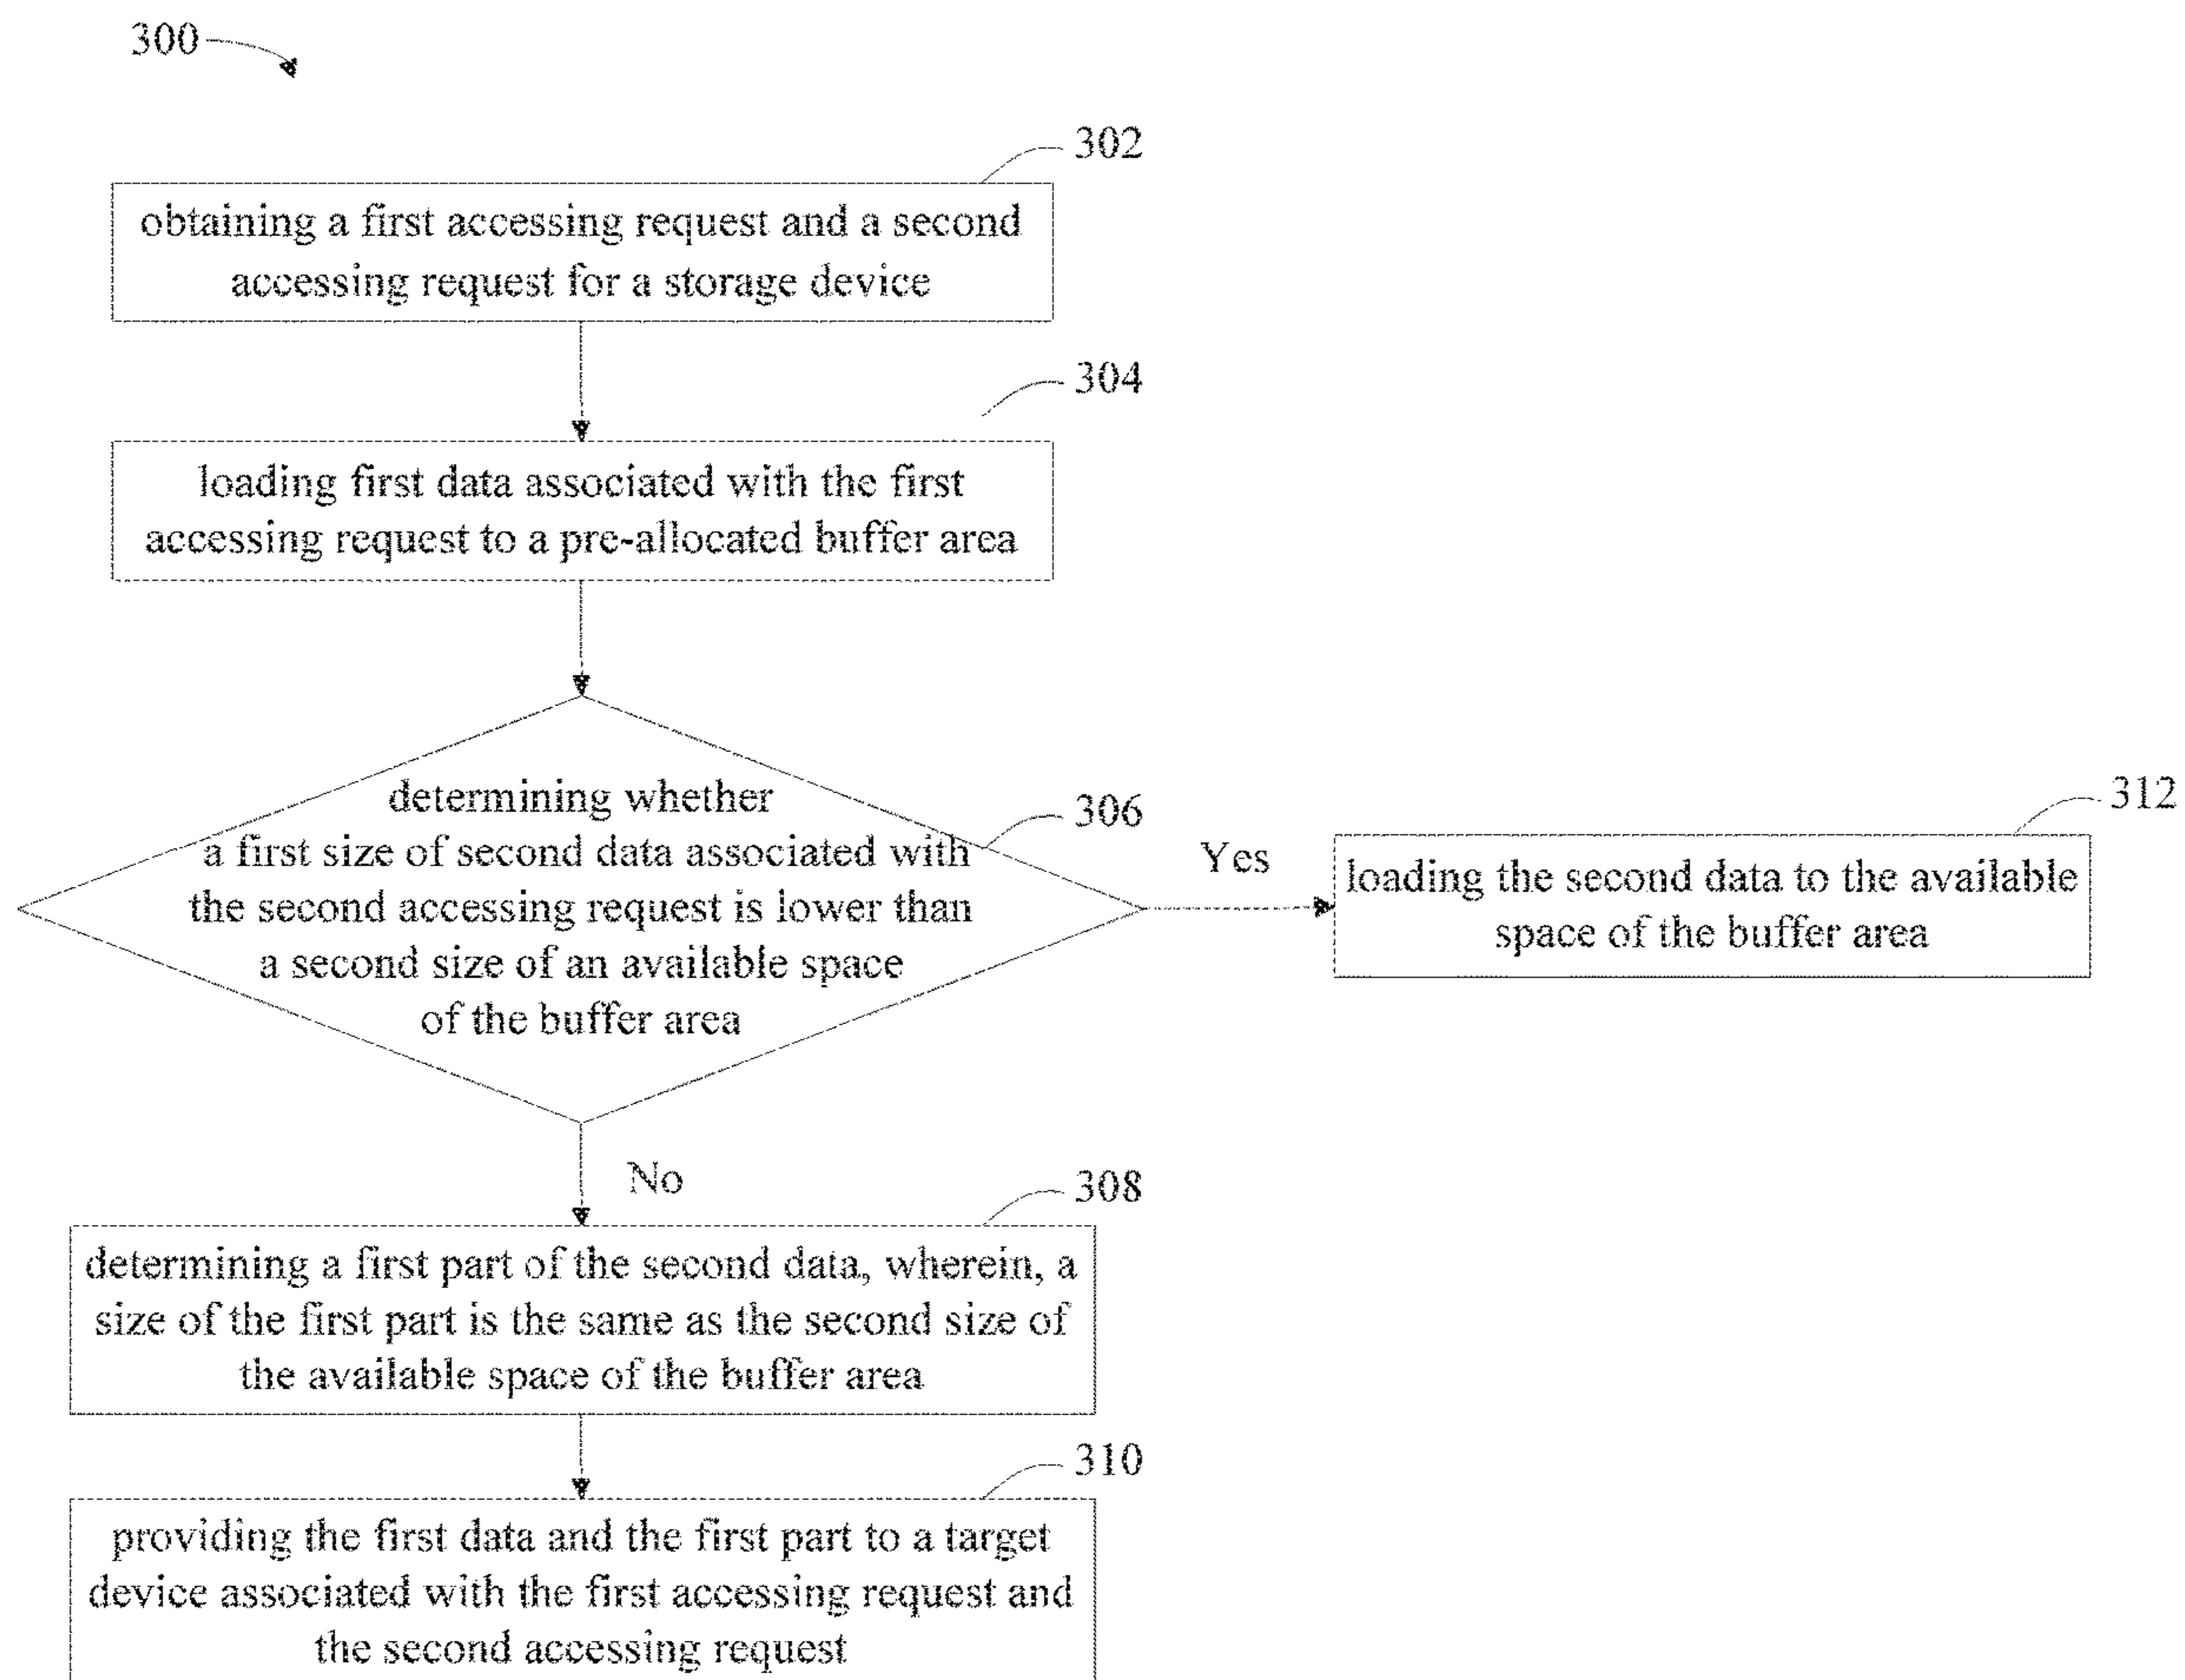 300
302
obtaining a first accessing request and a second
accessing request for a storage device
304
loading first data associated with the first
accessing request to a pre-allocated buffer area
determining whether
a first size of second data associated with
the second accessing request is lower than
a second size of an available space
of the buffer area
306
Yes
312
loading the second data to the available
space of the buffer area
No
308
determining a first part of the second data, wherein, a
size of the first part is the same as the second size of
the available space of the buffer area
310
providing the first data and the first part to a target
device associated with the first accessing request and
the second accessing request